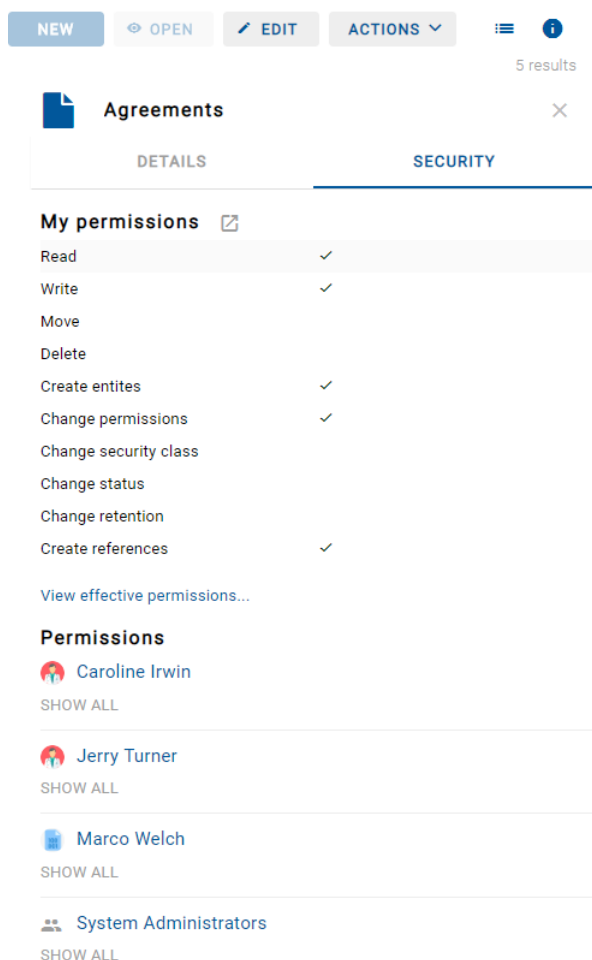 NEW OPEN EDIT ACTIONS
5 results
Agreements
DETAILS SECURITY
My permissions
Read
Write
Move
Delete
Create entites
Change permissions
Change security class
Change status
Change retention
Create references
View effective permissions...
Permissions
Caroline Irwin
SHOW ALL
Jerry Turner
SHOW ALL
Marco Welch
SHOW ALL
System Administrators
SHOW ALL